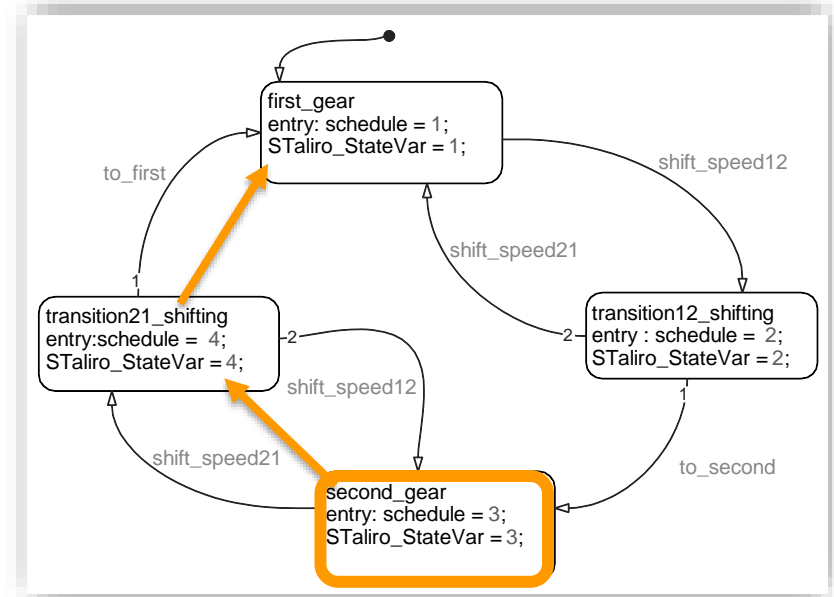 first_gear
entry: schedule = 1;
STaliro_StateVar = 1;
to_first
shift_speed12
shift_speed21
1
transition21_shifting
entry:schedule = 4;
STaliro_StateVar = 4;
2
transition12_shifting
entry : schedule = 2;
STaliro_StateVar = 2;
2
shift_speed12
1
shift_speed21
to_second
second_gear
entry: schedule = 3;
STaliro_StateVar = 3;